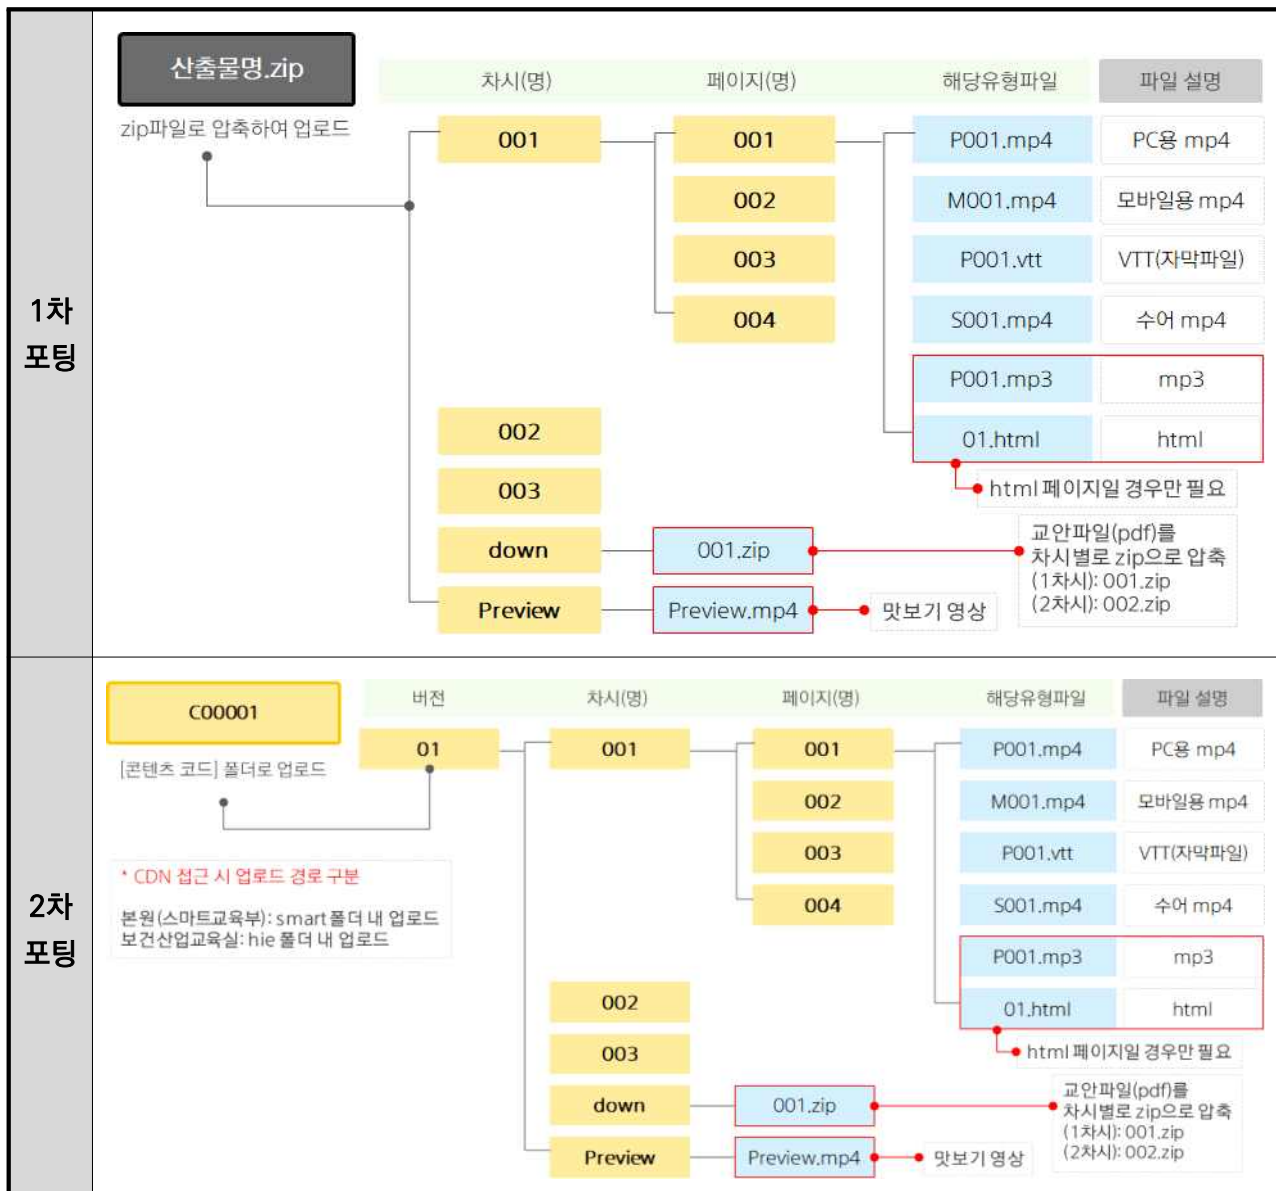 1차
포팅
산출물명.zip
zip파일로 압축하여 업로드
차시(명) 페이지(명) 해당유형파일 파일 설명
001 001 P001.mp4 PC용 mp4
002 M001.mp4 모바일용 mp4
003 P001.vtt VTT(자막파일)
004 S001.mp4 수어 mp4
P001.mp3 mp3
002 01.html html
html 페이지일 경우만 필요
003
down 001.zip
교안파일(pdf)를
차시별로 zip으로 압축
(1차시): 001.zip
(2차시): 002.zip
Preview Preview.mp4 맛보기 영상
2차
포팅
C00001
[콘텐츠 코드] 폴더로 업로드
* CDN 접근 시 업로드 경로 구분
본원(스마트교육부): smart 폴더 내 업로드
보건산업교육실: hie 폴더 내 업로드
버전 차시(명) 페이지(명) 해당유형파일 파일 설명
01 001 001 P001.mp4 PC용 mp4
002 M001.mp4 모바일용 mp4
003 P001.vtt VTT(자막파일)
004 S001.mp4 수어 mp4
P001.mp3 mp3
002 01.html html
html 페이지일 경우만 필요
003
down 001.zip
교안파일(pdf)를
차시별로 zip으로 압축
(1차시): 001.zip
(2차시): 002.zip
Preview Preview.mp4 맛보기 영상